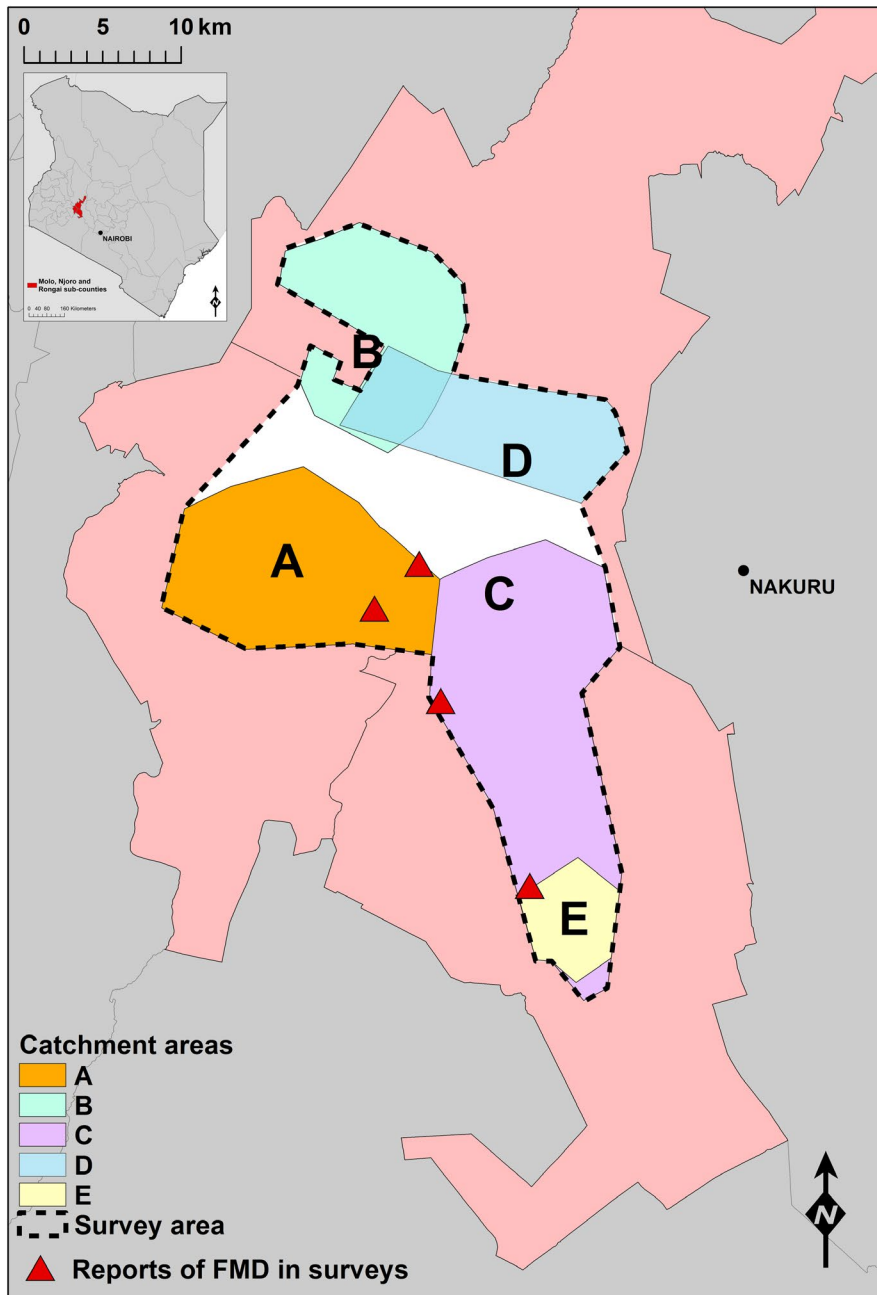 0 5 10 km
NAIROBI
Molo, Njoro and
Rongai sub-counties
0 40 80 160 Kilometers
N
B
D
A
C
NAKURU
E
Catchment areas
A
B
C
D
E
Survey area
Reports of FMD in surveys
N